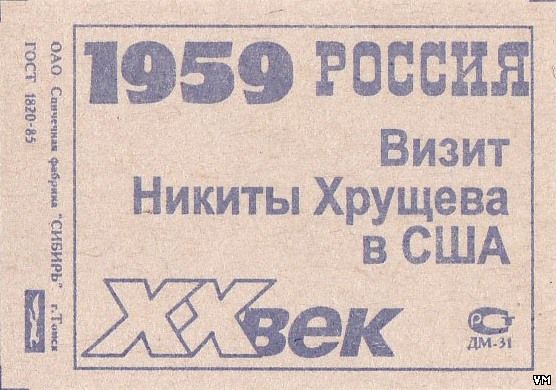 1959 РОССИЯ
Визит
Никиты Хрущева
в США
XX век
ДМ-31
ОАО Спичечная фабрика "СИБИРЬ" г.Томск
ГОСТ 1820-85
VM